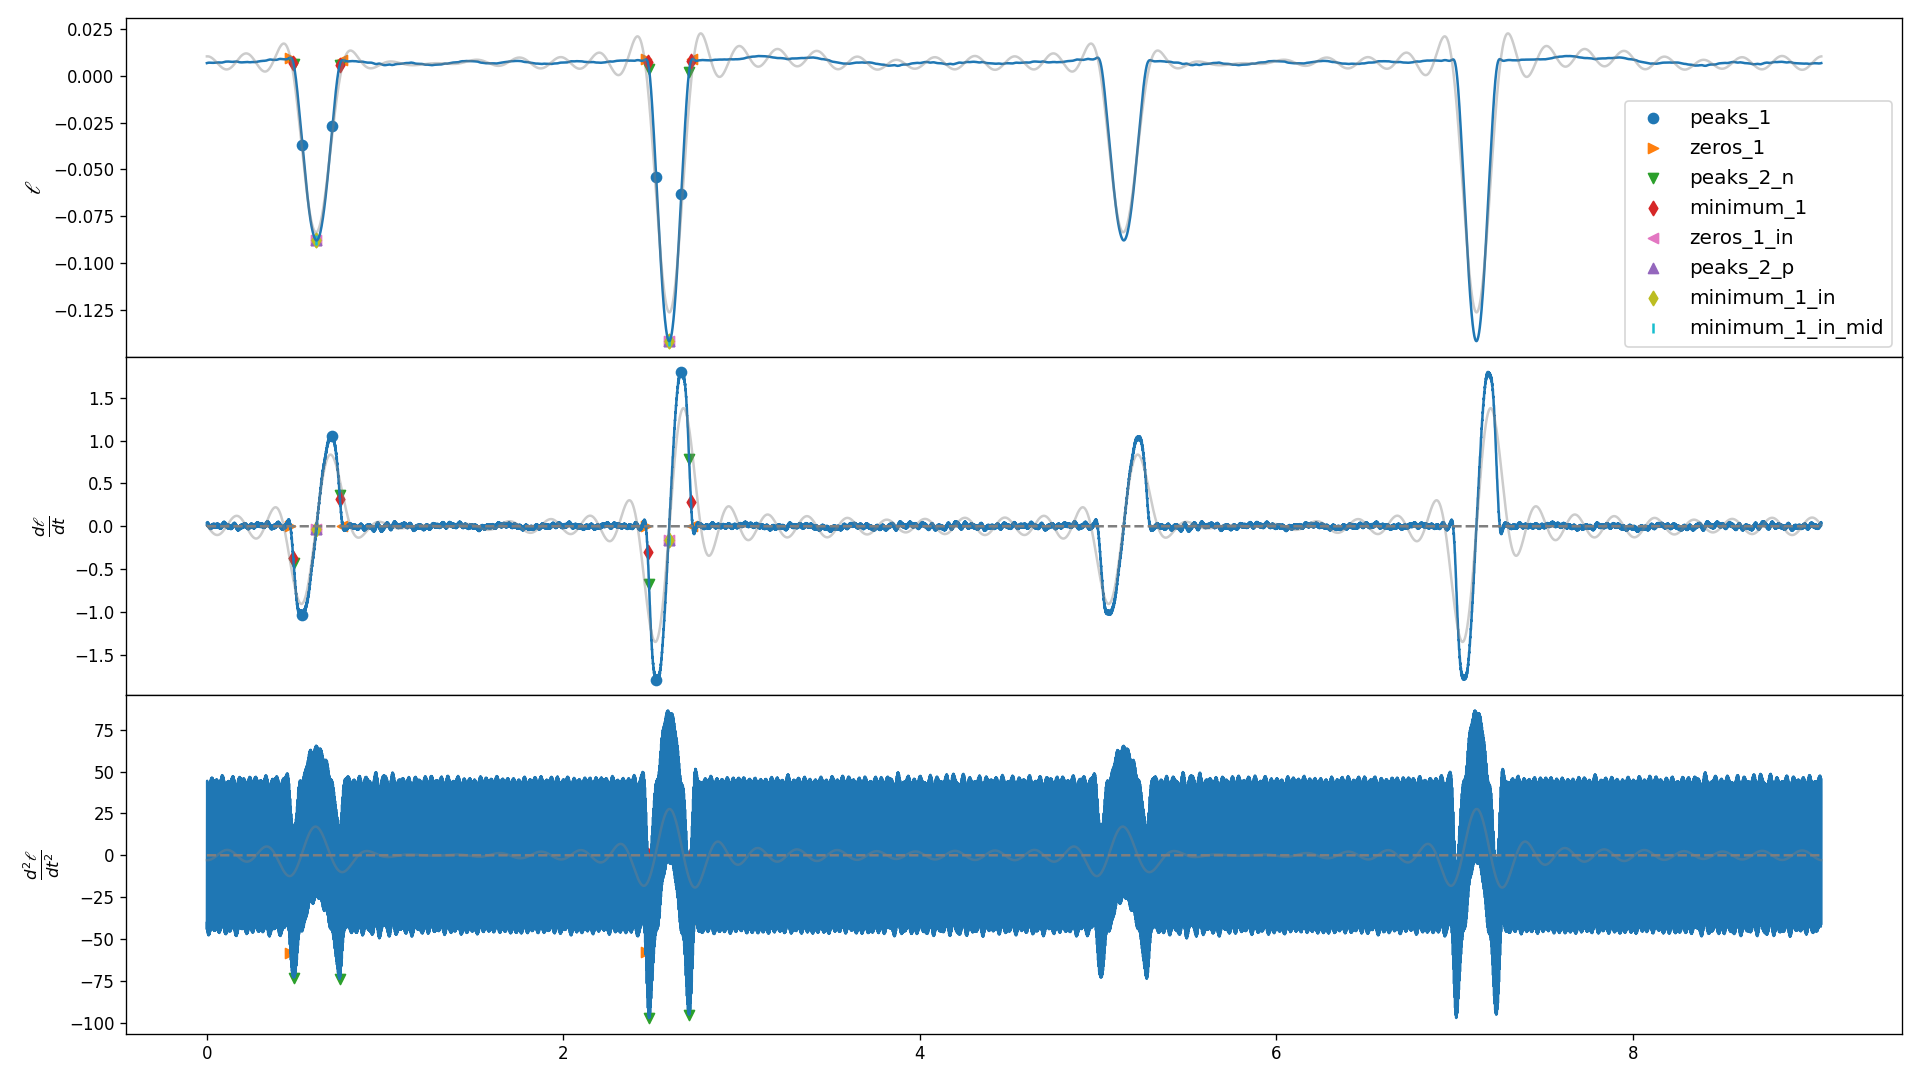 0.025
0.000
−0.025
−0.050
−0.075
−0.100
−0.125
ℓ
peaks_1
zeros_1
peaks_2_n
minimum_1
zeros_1_in
peaks_2_p
minimum_1_in
minimum_1_in_mid
1.5
1.0
0.5
0.0
−0.5
−1.0
−1.5
dℓ/dt
75
50
25
0
−25
−50
−75
−100
d²ℓ/dt²
0 2 4 6 8